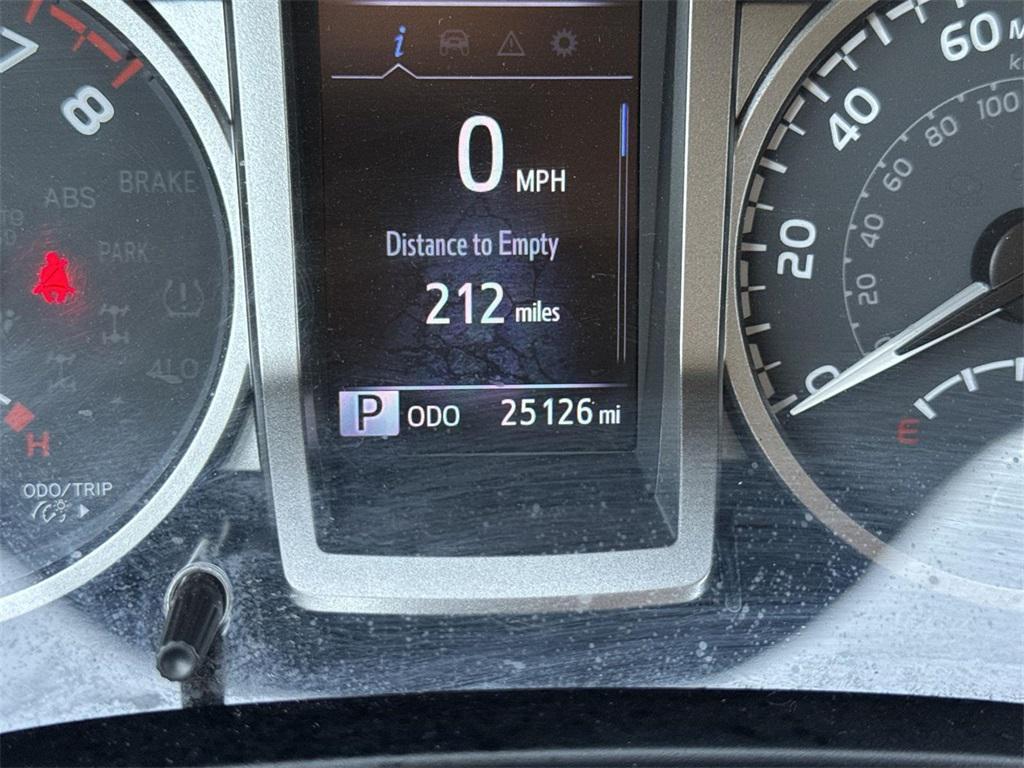 7
8
ABS
BRAKE
PARK
4LO
H
ODO/TRIP
i
0 MPH
Distance to Empty
212 miles
P ODO 25126 mi
60
40
20
0
100
80
60
40
20
E